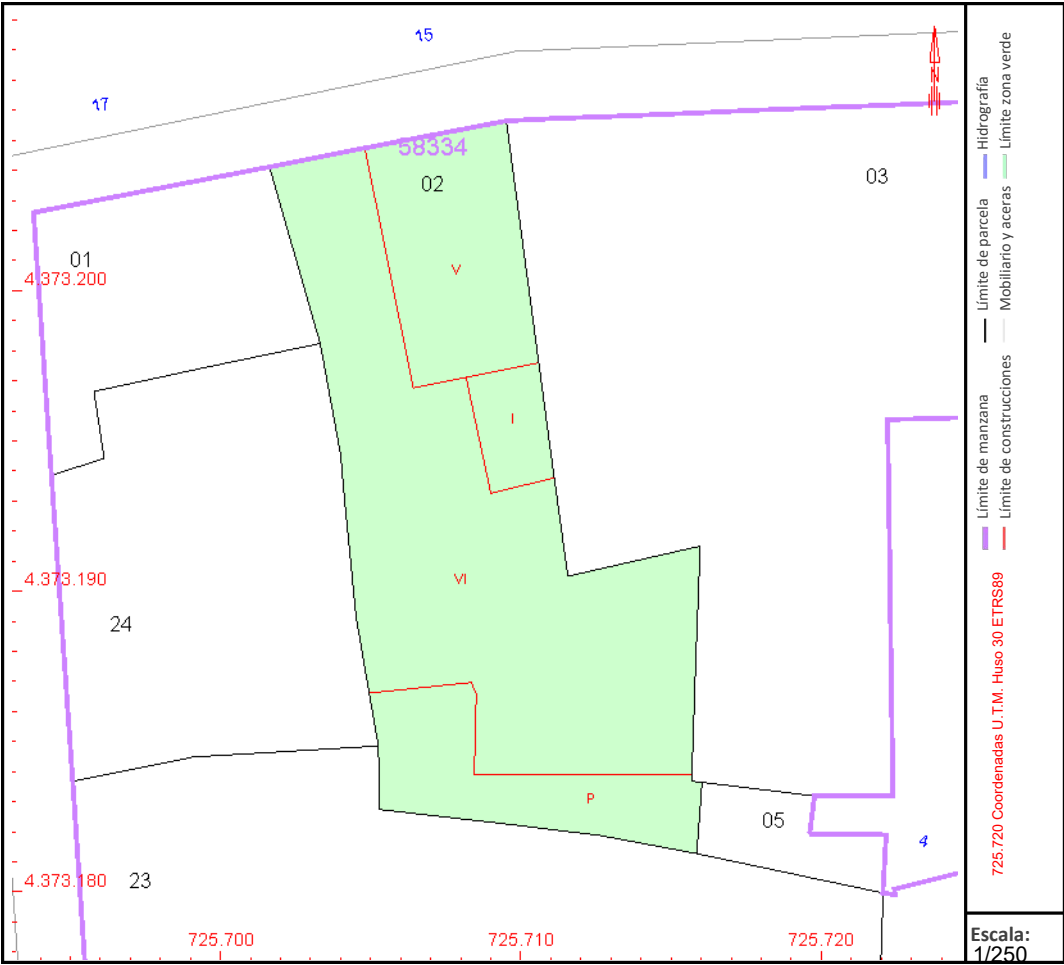 15
17
58334
02
03
N
01
4.373.200
V
I
4.373.190
VI
24
P
05
4
4.373.180
23
725.700
725.710
725.720
725.720 Coordenadas U.T.M. Huso 30 ETRS89
Límite de manzana
Límite de construcciones
Límite de parcela
Mobiliario y aceras
Hidrografía
Límite zona verde
Escala:
1/250